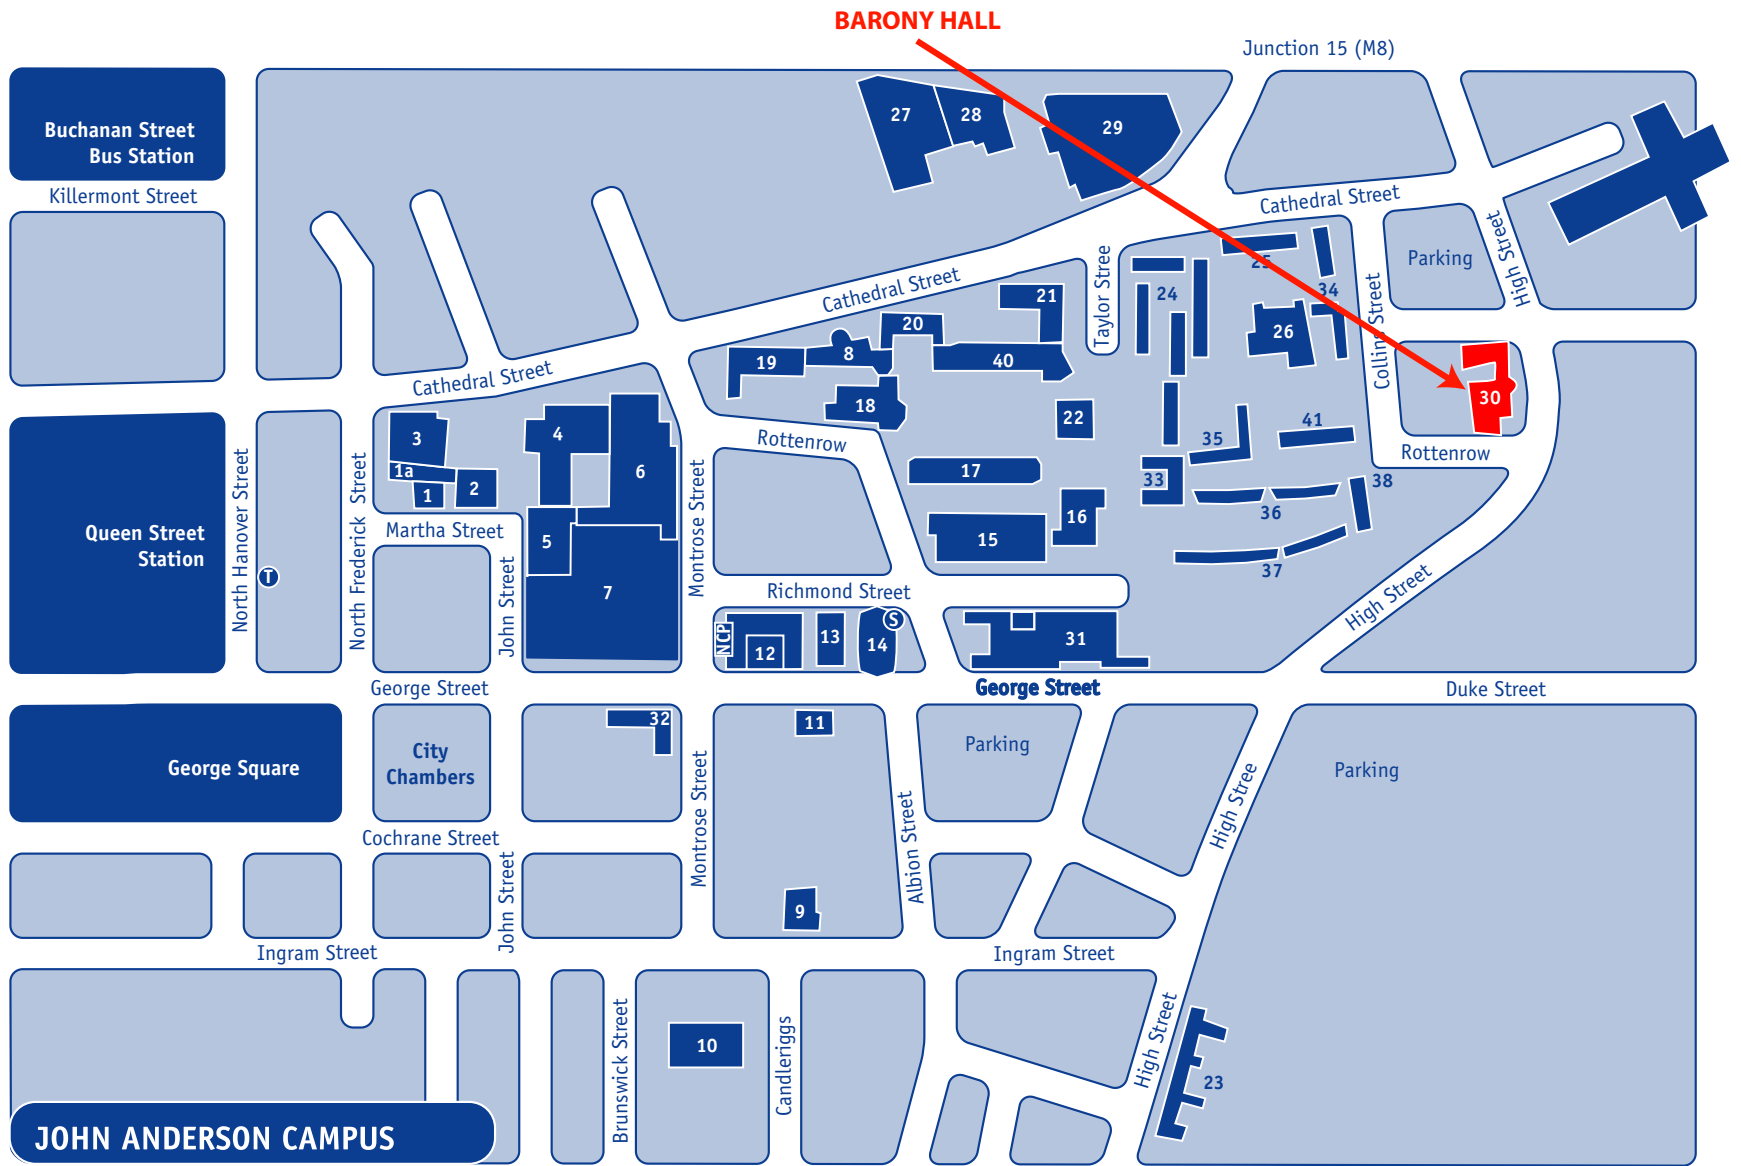 BARONY HALL
Junction 15 (M8)
Buchanan Street
Bus Station
27
28
29
Killermont Street
Cathedral Street
High Street
Parking
25
34
24
26
Taylor Stree
Collins Street
Cathedral Street
21
20
8
19
40
18
22
30
Cathedral Street
Rottenrow
41
35
Rottenrow
3
1a
1
2
4
6
17
33
38
36
16
15
37
Martha Street
5
7
Queen Street
Station
North Hanover Street
T
North Frederick Street
John Street
Montrose Street
Richmond Street
S
NCP
12
13
14
31
High Street
George Street
George Street
Duke Street
32
11
Parking
Parking
George Square
City
Chambers
Montrose Street
Albion Street
High Stree
Cochrane Street
John Street
9
Ingram Street
Ingram Street
10
Brunswick Street
Candleriggs
High Street
23
JOHN ANDERSON CAMPUS